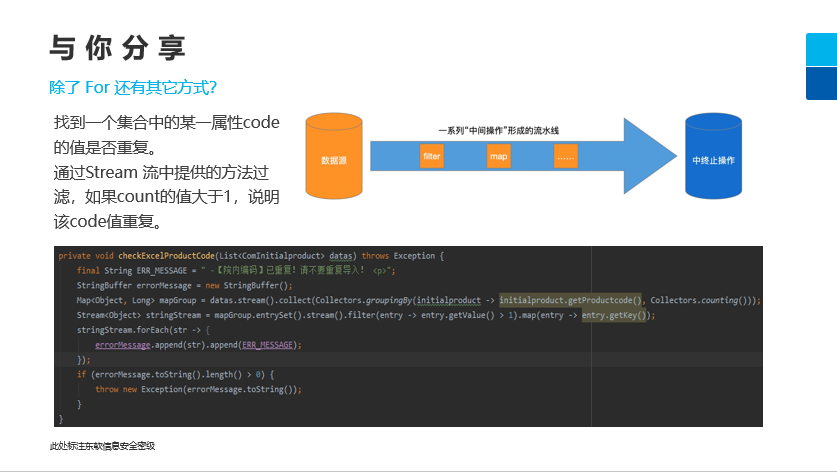 与你分享
除了 For 还有其它方式?
找到一个集合中的某一属性code
的值是否重复。
通过Stream 流中提供的方法过
滤，如果count的值大于1，说明
该code值重复。
数据源
一系列“中间操作”形成的流水线
filter
map
……
中终止操作
private void checkExcelProductCode(List<ComInitialproduct> datas) throws Exception {
final String ERR_MESSAGE = " -【院内编码】已重复! 请不要重复导入! <p>";
StringBuffer errorMessage = new StringBuffer();
Map<Object, Long> mapGroup = datas.stream().collect(Collectors.groupingBy(initialproduct -> initialproduct.getProductcode(), Collectors.counting()));
Stream<Object> stringStream = mapGroup.entrySet().stream().filter(entry -> entry.getValue() > 1).map(entry -> entry.getKey());
stringStream.forEach(str -> {
errorMessage.append(str).append(ERR_MESSAGE);
});
if (errorMessage.toString().length() > 0) {
throw new Exception(errorMessage.toString());
}
}
此处标注东软信息安全密级